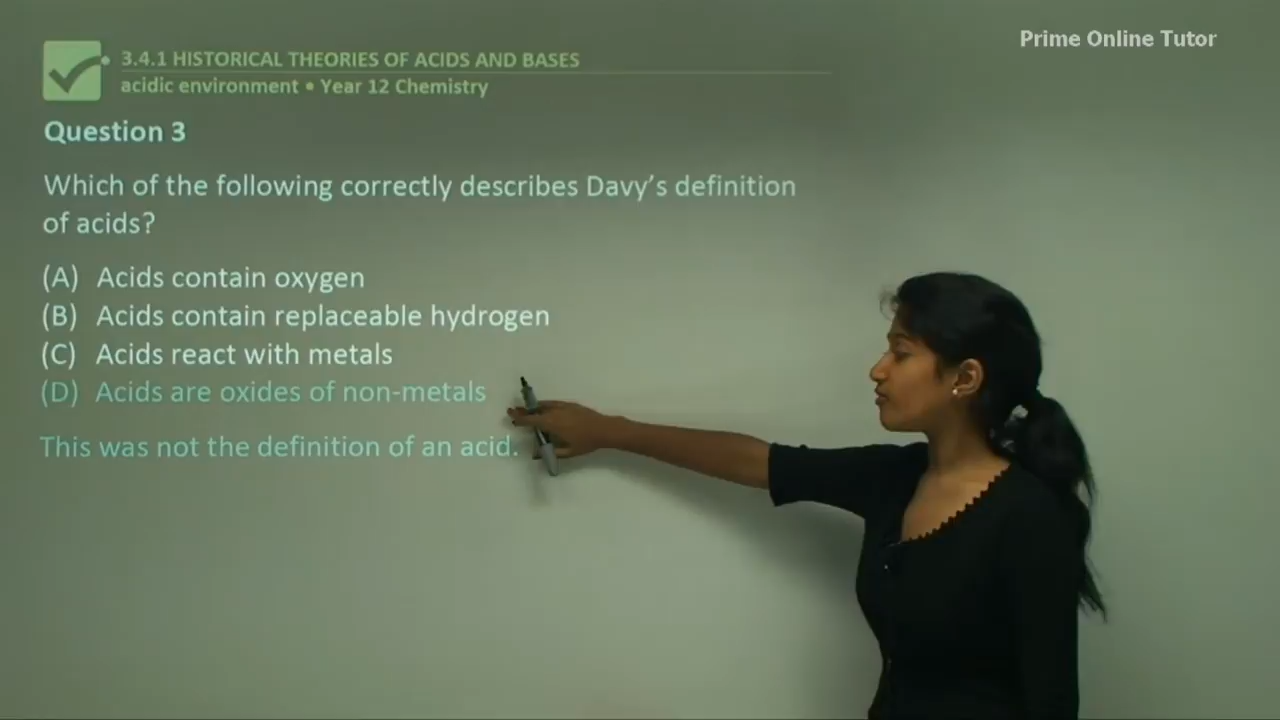 Prime Online Tutor
3.4.1 HISTORICAL THEORIES OF ACIDS AND BASES
acidic environment • Year 12 Chemistry
Question 3
Which of the following correctly describes Davy's definition
of acids?
(A) Acids contain oxygen
(B) Acids contain replaceable hydrogen
(C) Acids react with metals
(D) Acids are oxides of non-metals
This was not the definition of an acid.